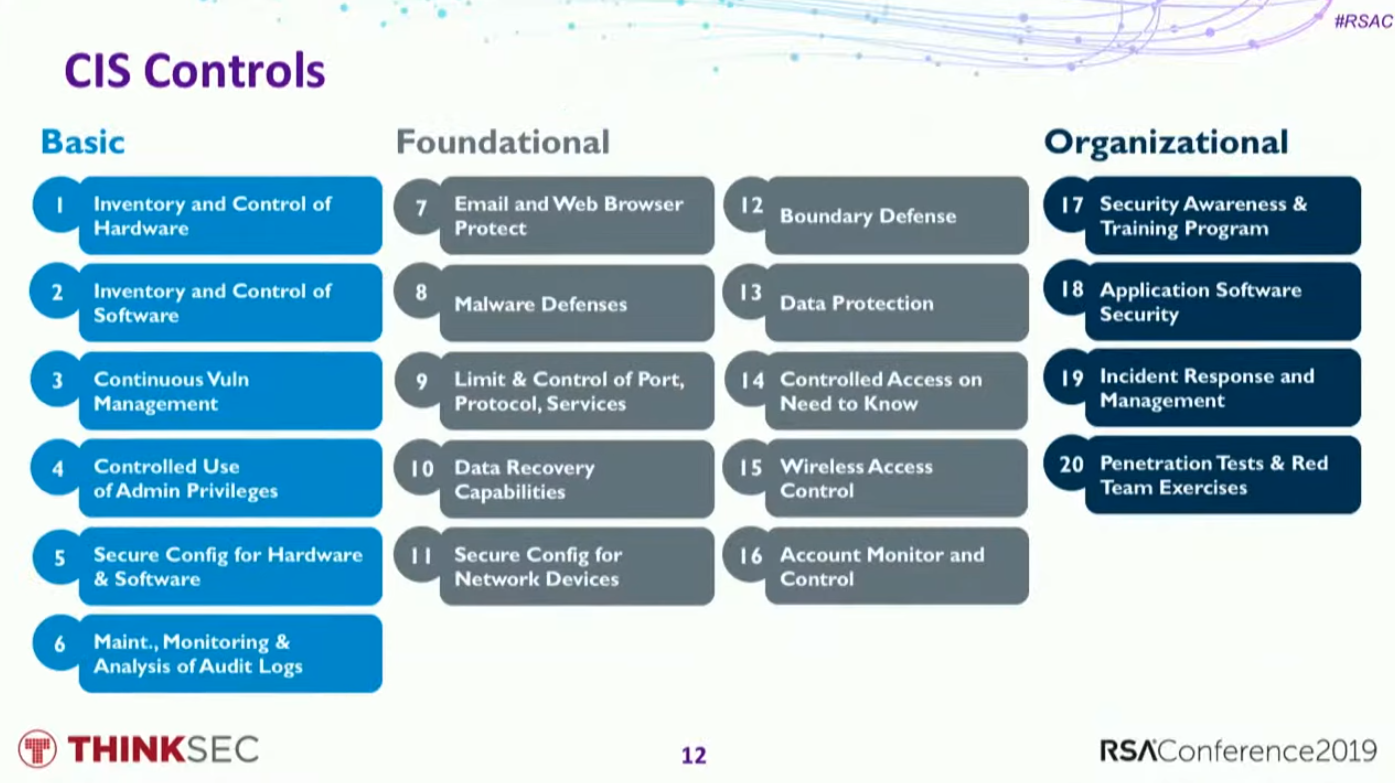 #RSAC
CIS Controls
Basic
1
Inventory and Control of
Hardware
2
Inventory and Control of
Software
3
Continuous Vuln
Management
4
Controlled Use
of Admin Privileges
5
Secure Config for Hardware
& Software
6
Maint., Monitoring &
Analysis of Audit Logs
Foundational
7
Email and Web Browser
Protect
8
Malware Defenses
9
Limit & Control of Port,
Protocol, Services
10
Data Recovery
Capabilities
11
Secure Config for
Network Devices
12
Boundary Defense
13
Data Protection
14
Controlled Access on
Need to Know
15
Wireless Access
Control
16
Account Monitor and
Control
Organizational
17
Security Awareness &
Training Program
18
Application Software
Security
19
Incident Response and
Management
20
Penetration Tests & Red
Team Exercises
THINKSEC
12
RSAConference2019